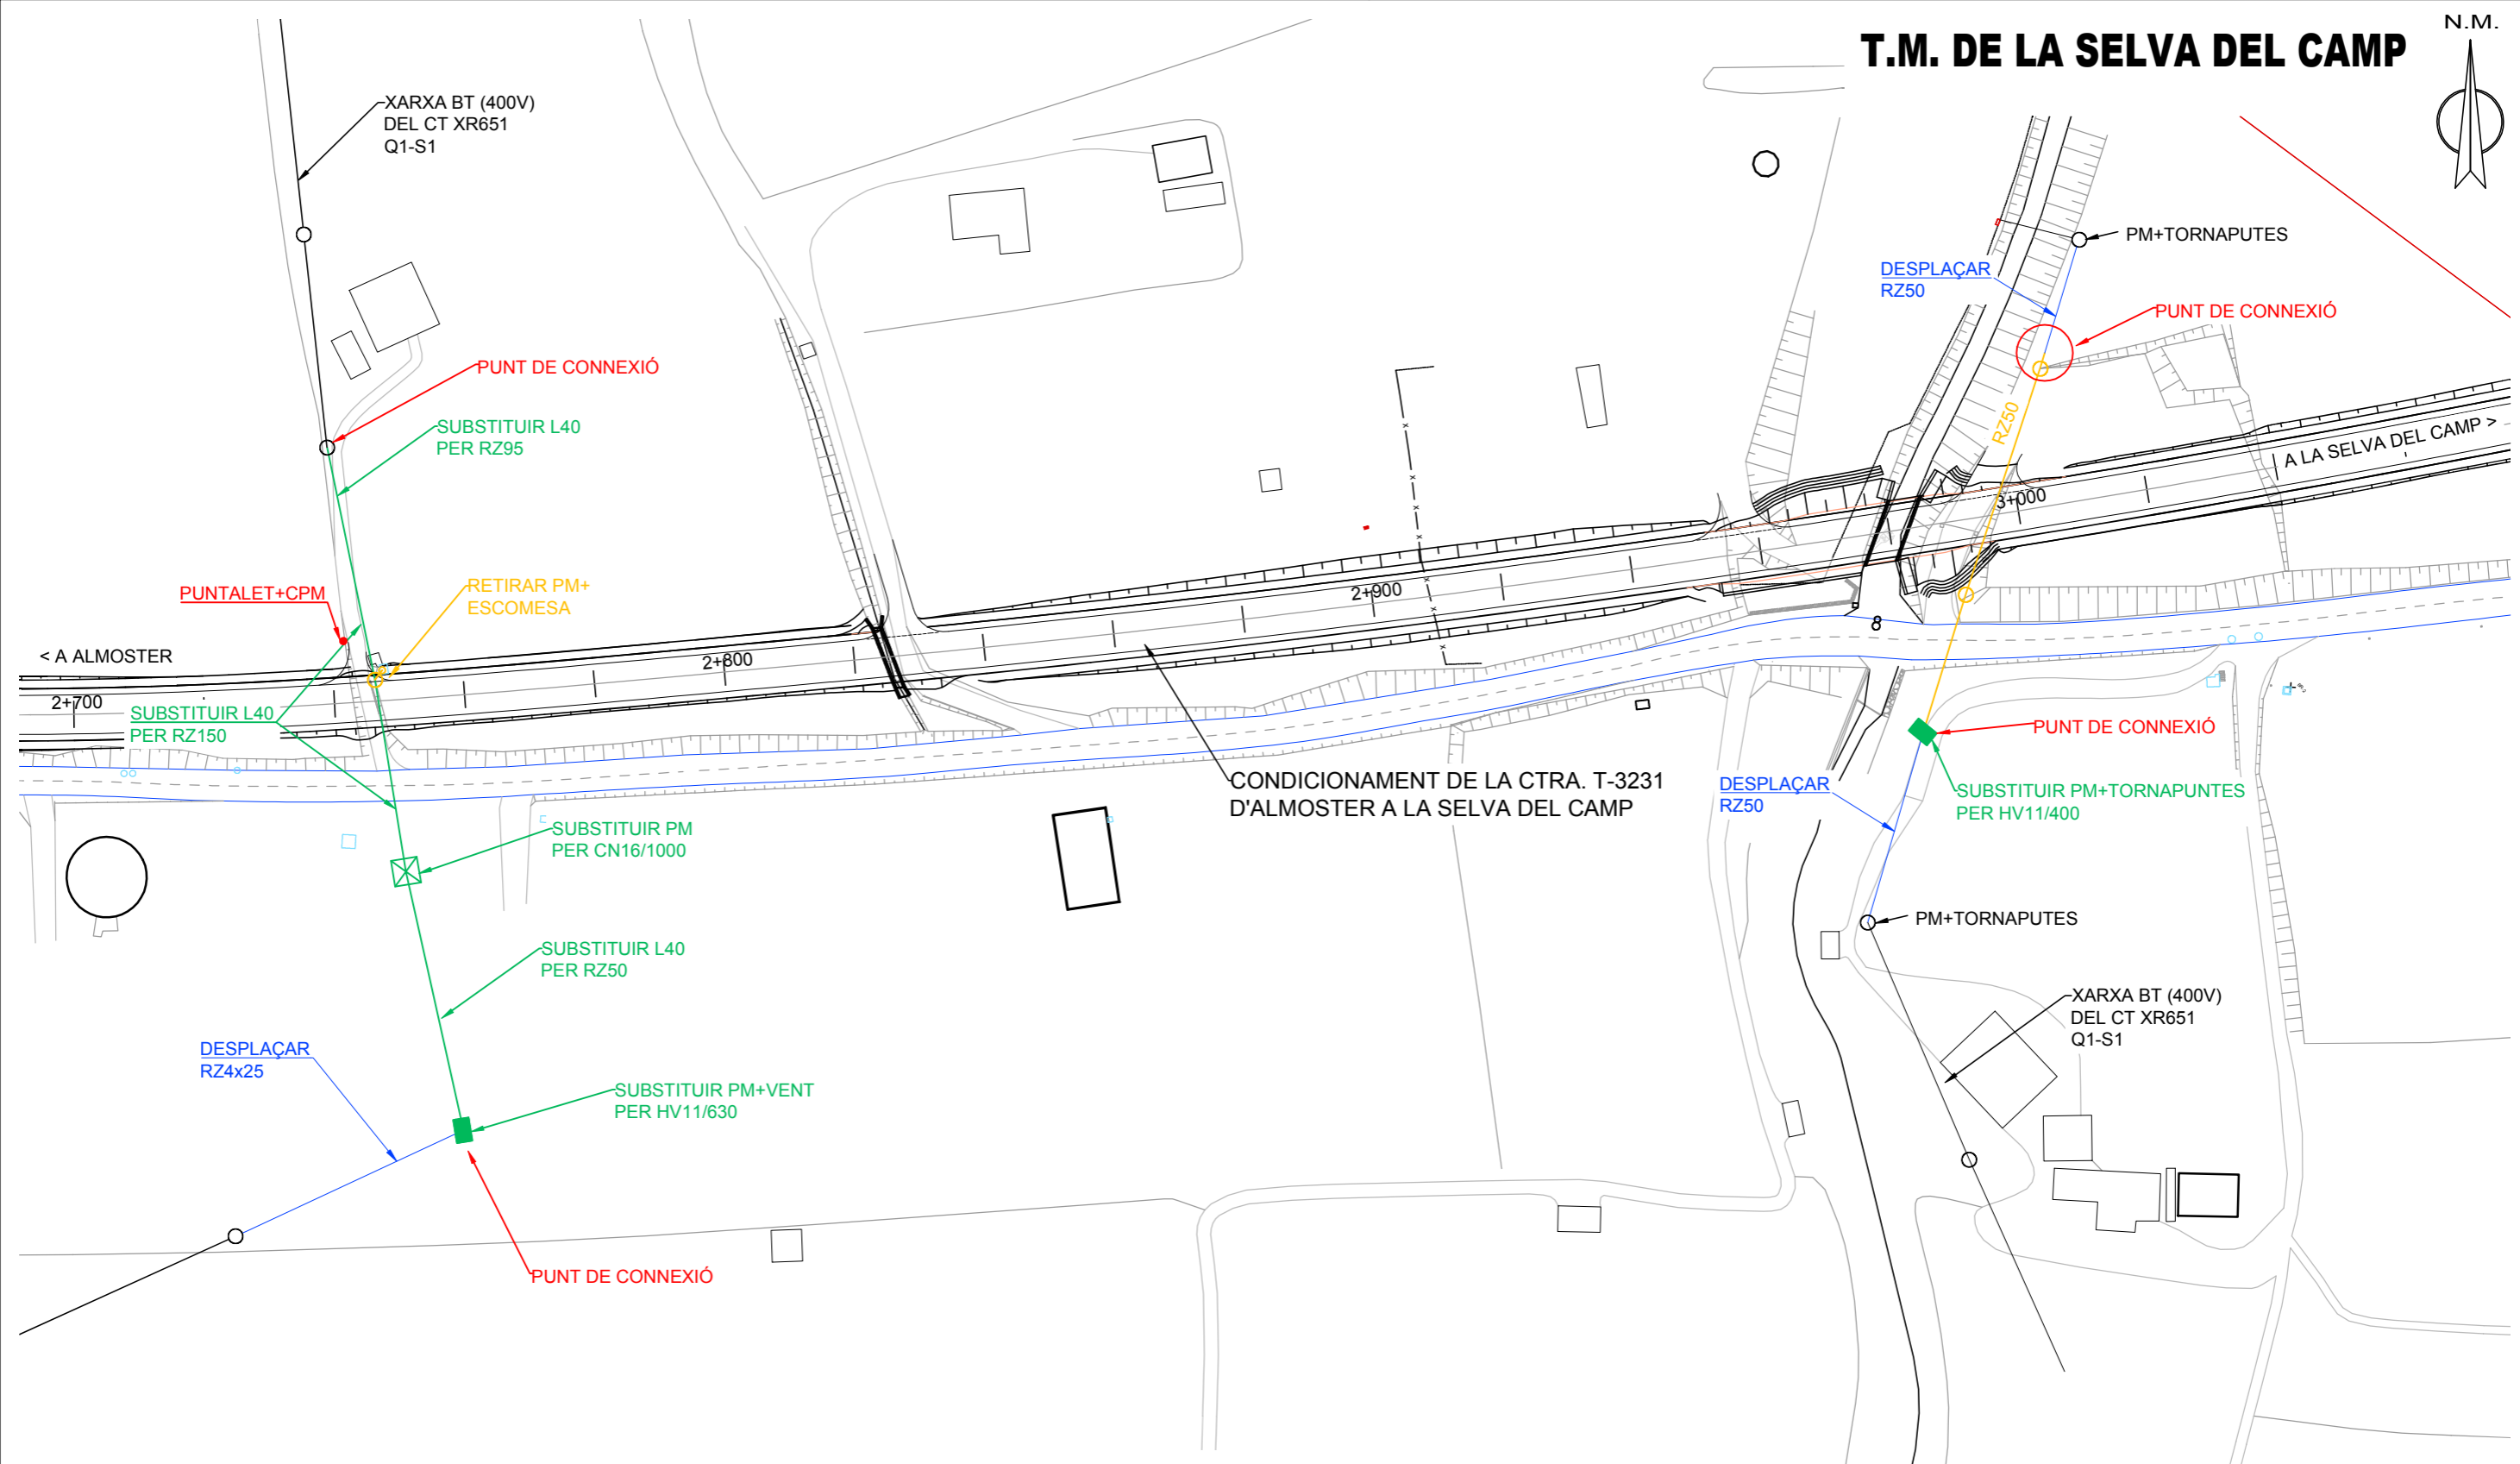 T.M. DE LA SELVA DEL CAMP
N.M.
XARXA BT (400V)
DEL CT XR651
Q1-S1
PM+TORNAPUTES
DESPLAÇAR
RZ50
PUNT DE CONNEXIÓ
PUNT DE CONNEXIÓ
SUBSTITUIR L40
PER RZ95
RZ50
A LA SELVA DEL CAMP >
3+000
PUNTALET+CPM
RETIRAR PM+
ESCOMESA
2+900
8
< A ALMOSTER
2+800
2+700
SUBSTITUIR L40
PER RZ150
PUNT DE CONNEXIÓ
CONDICIONAMENT DE LA CTRA. T-3231
D'ALMOSTER A LA SELVA DEL CAMP
DESPLAÇAR
RZ50
SUBSTITUIR PM+TORNAPUNTES
PER HV11/400
SUBSTITUIR PM
PER CN16/1000
PM+TORNAPUTES
SUBSTITUIR L40
PER RZ50
XARXA BT (400V)
DEL CT XR651
Q1-S1
DESPLAÇAR
RZ4x25
SUBSTITUIR PM+VENT
PER HV11/630
PUNT DE CONNEXIÓ